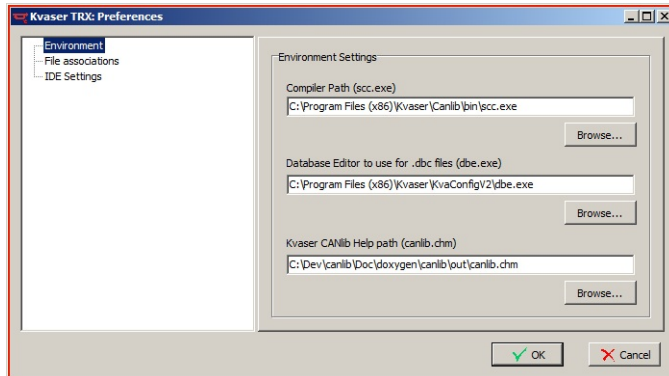 Kvaser TRX: Preferences
Environment
File associations
IDE Settings
Environment Settings
Compiler Path (scc.exe)
C:\Program Files (x86)\Kvaser\Canlib\bin\scc.exe
Browse...
Database Editor to use for .dbc files (dbe.exe)
C:\Program Files (x86)\Kvaser\KvaConfigV2\dbe.exe
Browse...
Kvaser CANlib Help path (canlib.chm)
C:\Dev\canlib\Doc\doxygen\canlib\out\canlib.chm
Browse...
OK
Cancel